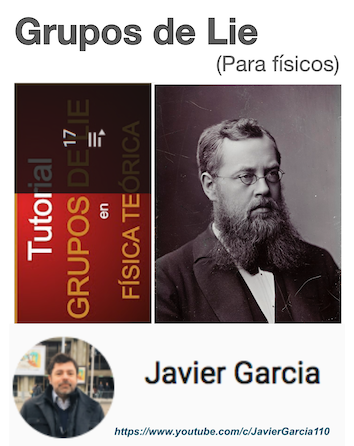 Grupos de Lie
(Para físicos)
Tutorial
GRUPOS DE LIE
17
en
FÍSICA TEÓRICA
Javier Garcia
https://www.youtube.com/c/JavierGarcia110